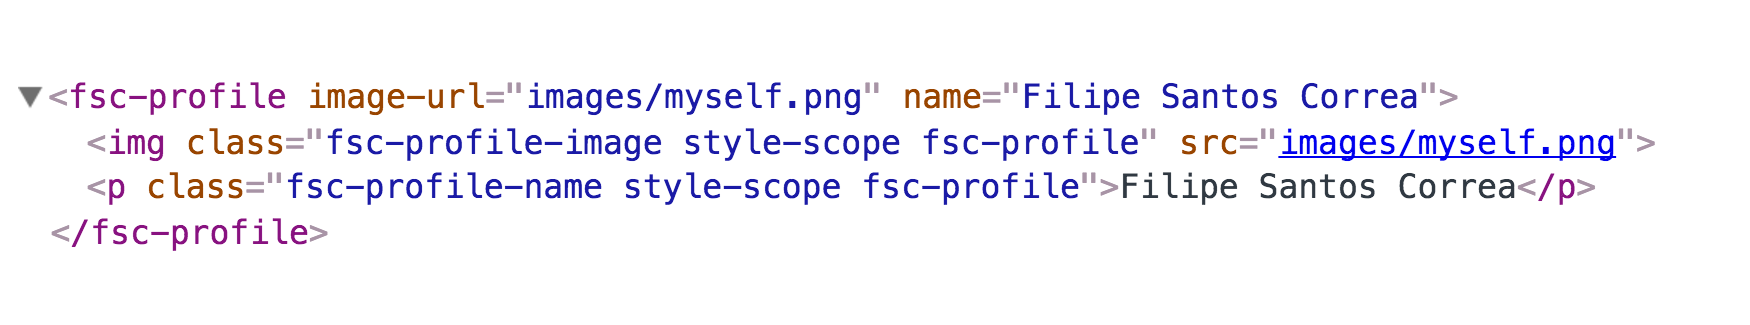 <fsc-profile image-url="images/myself.png" name="Filipe Santos Correa">
<img class="fsc-profile-image style-scope fsc-profile" src="images/myself.png">
<p class="fsc-profile-name style-scope fsc-profile">Filipe Santos Correa</p>
</fsc-profile>